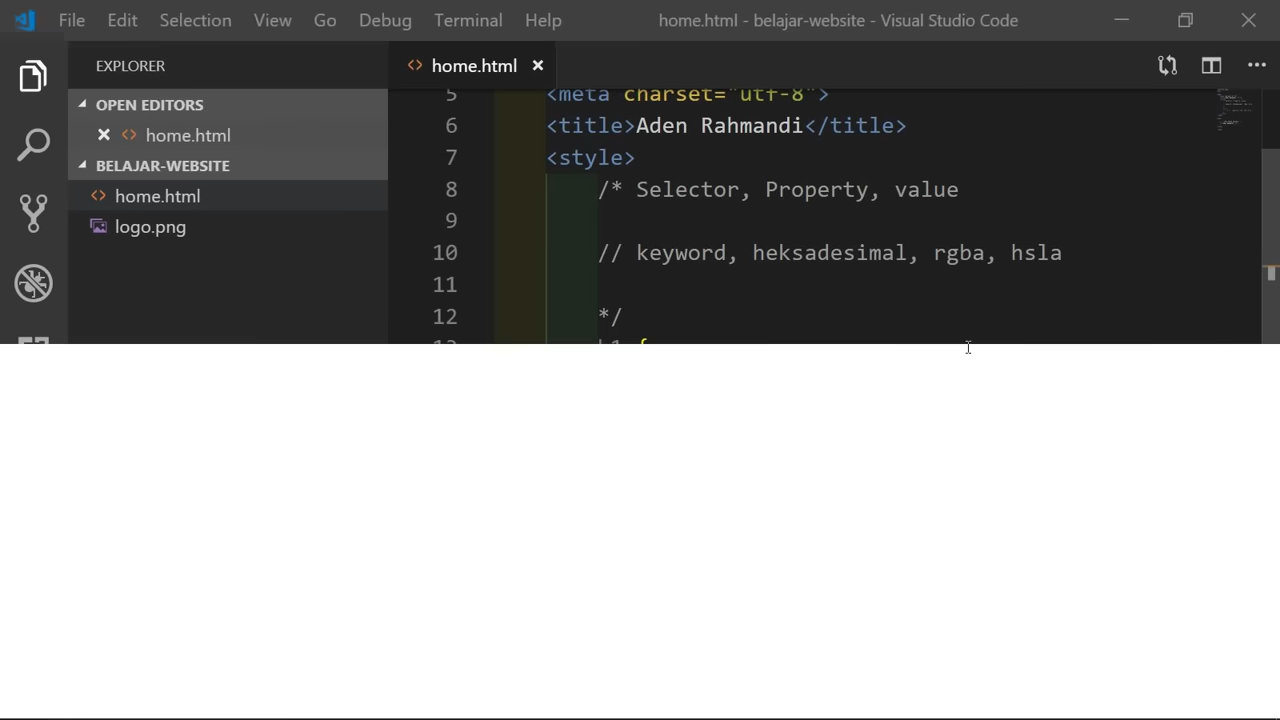 File Edit Selection View Go Debug Terminal Help home.html - belajar-website - Visual Studio Code
EXPLORER
OPEN EDITORS
home.html
BELAJAR-WEBSITE
home.html
logo.png
home.html
5 <meta charset="utf-8">
6 <title>Aden Rahmandi</title>
7 <style>
8 /* Selector, Property, value
9
10 // keyword, heksadesimal, rgba, hsla
11
12 */
13 h1 {